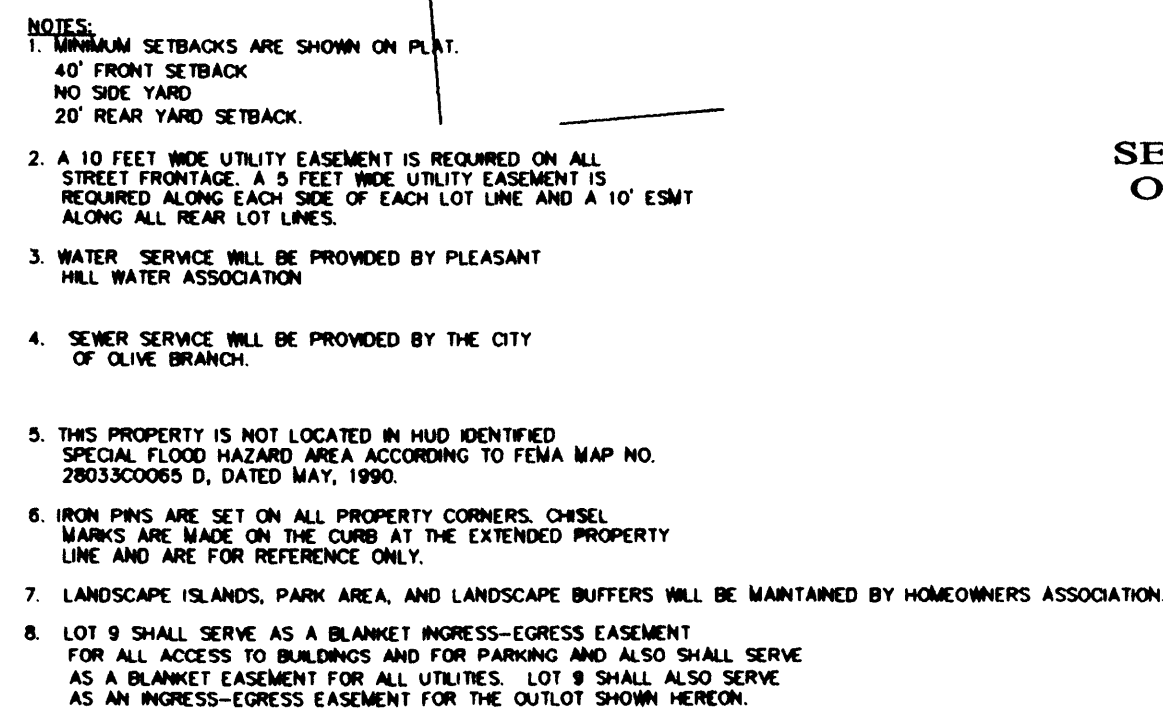 NOTES:
1. MINIMUM SETBACKS ARE SHOWN ON PLAT.
40' FRONT SETBACK
NO SIDE YARD
20' REAR YARD SETBACK.
2. A 10 FEET WIDE UTILITY EASEMENT IS REQUIRED ON ALL
STREET FRONTAGE. A 5 FEET WIDE UTILITY EASEMENT IS
REQUIRED ALONG EACH SIDE OF EACH LOT LINE AND A 10' ESMT
ALONG ALL REAR LOT LINES.
SE
O
3. WATER SERVICE WILL BE PROVIDED BY PLEASANT
HILL WATER ASSOCIATION
4. SEWER SERVICE WILL BE PROVIDED BY THE CITY
OF OLIVE BRANCH.
5. THIS PROPERTY IS NOT LOCATED IN HUD IDENTIFIED
SPECIAL FLOOD HAZARD AREA ACCORDING TO FEMA MAP NO.
28033C0065 D, DATED MAY, 1990.
6. IRON PINS ARE SET ON ALL PROPERTY CORNERS. CHISEL
MARKS ARE MADE ON THE CURB AT THE EXTENDED PROPERTY
LINE AND ARE FOR REFERENCE ONLY.
7. LANDSCAPE ISLANDS, PARK AREA, AND LANDSCAPE BUFFERS WILL BE MAINTAINED BY HOMEOWNERS ASSOCIATION.
8. LOT 9 SHALL SERVE AS A BLANKET INGRESS-EGRESS EASEMENT
FOR ALL ACCESS TO BUILDINGS AND FOR PARKING AND ALSO SHALL SERVE
AS A BLANKET EASEMENT FOR ALL UTILITIES. LOT 9 SHALL ALSO SERVE
AS AN INGRESS-EGRESS EASEMENT FOR THE OUTLOT SHOWN HEREON.